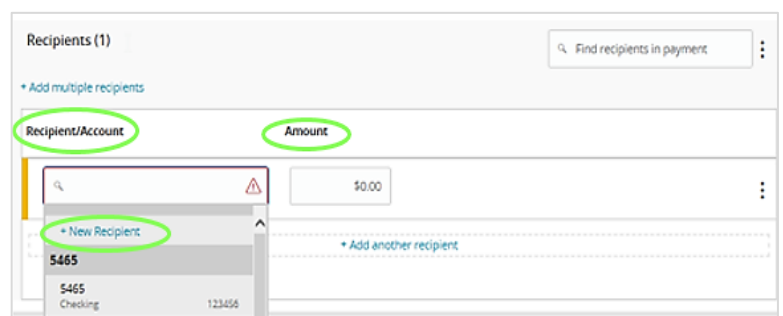 Recipients (1)
Find recipients in payment
+ Add multiple recipients
Recipient/Account Amount
$0.00
+ New Recipient
+ Add another recipient
5465
5465
Checking 123456